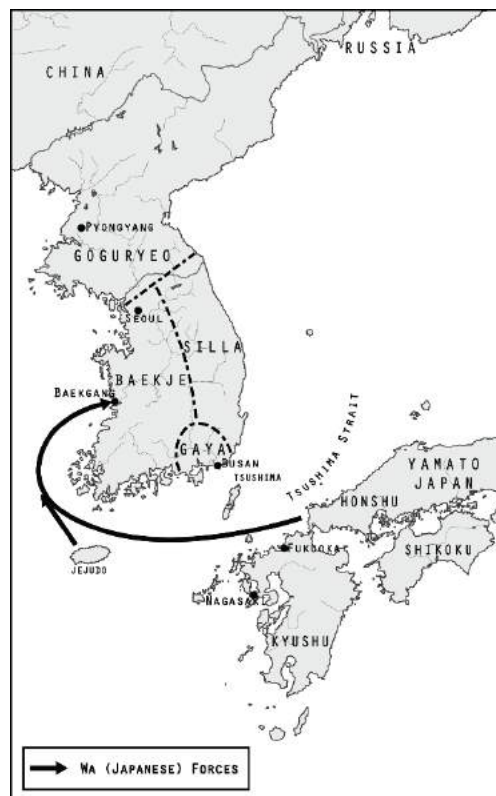 RUSSIA
CHINA
PYONGYANG
GOGURYEO
SEOUL
SILLA
BAEKJE
BAEKGANG
GAYA
BUSAN
TSUSHIMA
TSUSHIMA STRAIT
YAMATO
JAPAN
HONSHU
SHIKOKU
FUKUOKA
JEJUDO
NAGASAKI
KYUSHU
WA (JAPANESE) FORCES